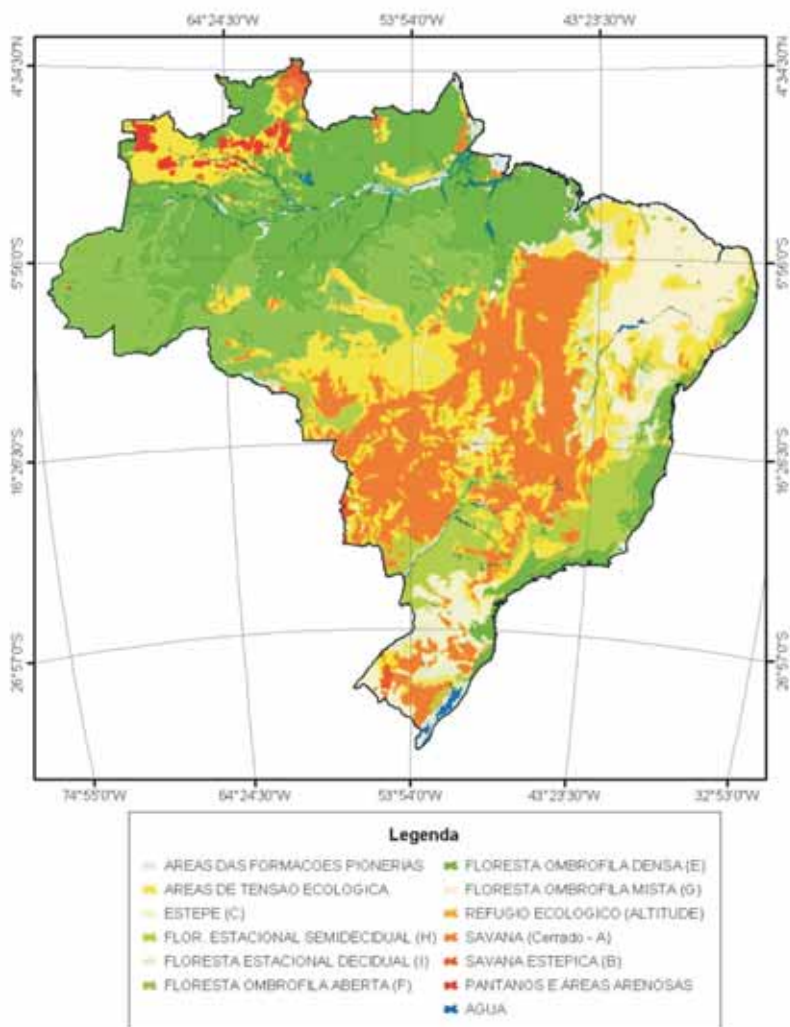 64°24'30"W 53°54'0"W 43°23'30"W
4°34'30"N 4°34'30"N
5°56'0"S 5°56'0"S
16°26'30"S 16°26'30"S
26°57'0"S 26°57'0"S
74°55'0"W 64°24'30"W 53°54'0"W 43°23'30"W 32°53'0"W
Legenda
AREAS DAS FORMACOES PIONERIAS
AREAS DE TENSAO ECOLOGICA
ESTEPE (C)
FLOR. ESTACIONAL SEMIDECIDUAL (H)
FLORESTA ESTACIONAL DECIDUAL (I)
FLORESTA OMBROFILA ABERTA (F)
FLORESTA OMBROFILA DENSA (E)
FLORESTA OMBROFILA MISTA (G)
REFUGIO ECOLOGICO (ALTITUDE)
SAVANA (Cerrado - A)
SAVANA ESTEPICA (B)
PANTANOS E AREAS ARENOSAS
AGUA